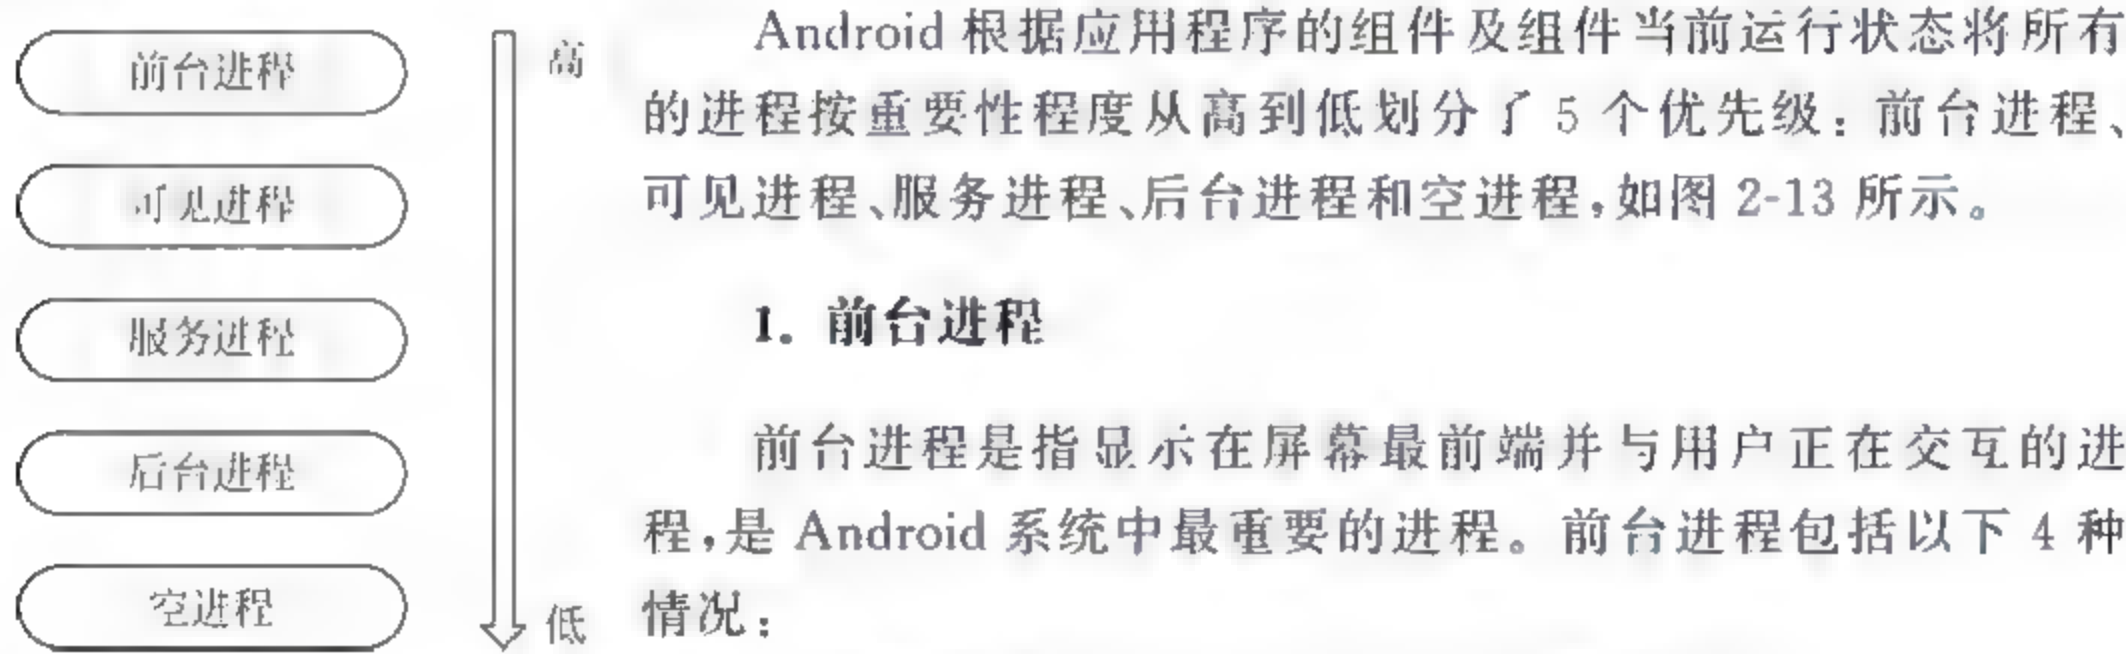 前台进程
可见进程
服务进程
后台进程
空进程
高
低
Android 根据应用程序的组件及组件当前运行状态将所有
的进程按重要性程度从高到低划分了 5 个优先级：前台进程、
可见进程、服务进程、后台进程和空进程，如图 2-13 所示。
1. 前台进程
前台进程是指显示在屏幕最前端并与用户正在交互的进
程，是 Android 系统中最重要的进程。前台进程包括以下 4 种
情况：